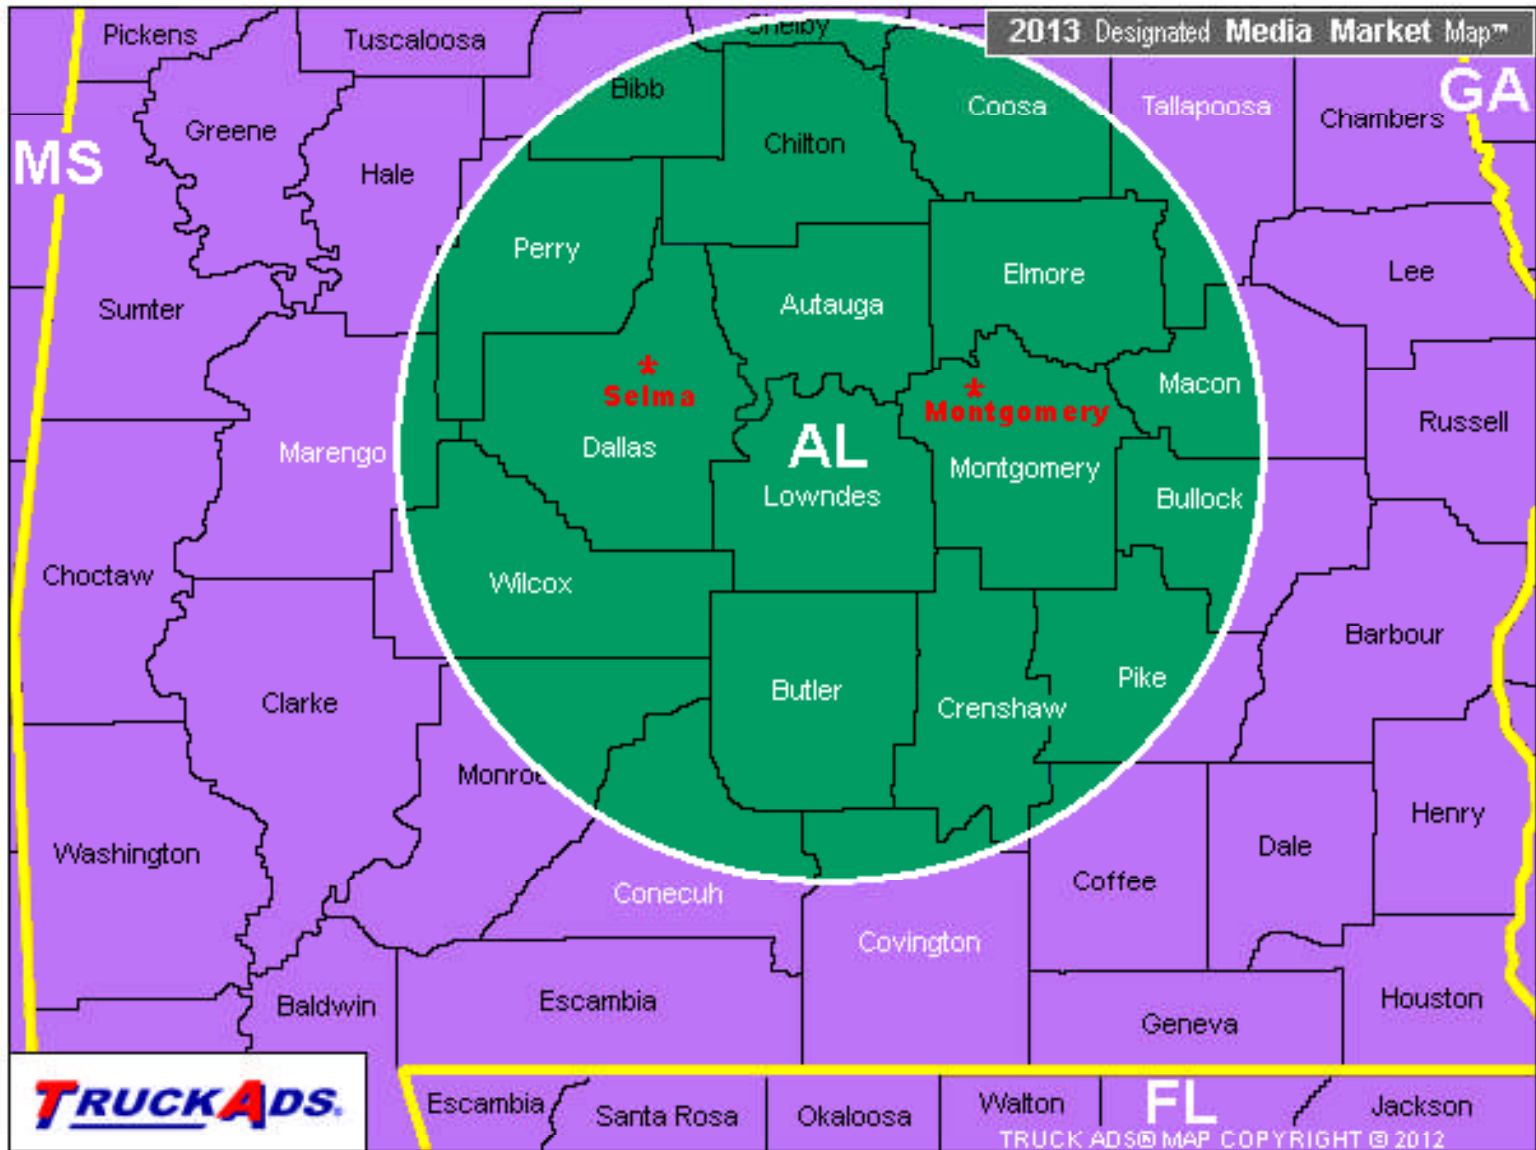 2013 Designated Media Market Map™
Pickens
Tuscaloosa
Shelby
Bibb
Coosa
Tallapoosa
GA
Chambers
Greene
Chilton
MS
Hale
Perry
Elmore
Lee
Sumter
Autauga
*
Selma
*
Montgomery
Macon
Russell
Marengo
Dallas
AL
Lowndes
Montgomery
Bullock
Choctaw
Wilcox
Barbour
Clarke
Butler
Crenshaw
Pike
Monroe
Washington
Henry
Dale
Conecuh
Coffee
Covington
Baldwin
Escambia
Geneva
Houston
TRUCKADS.
Escambia
Santa Rosa
Okaloosa
Walton
FL
Jackson
TRUCK ADS® MAP COPYRIGHT © 2012